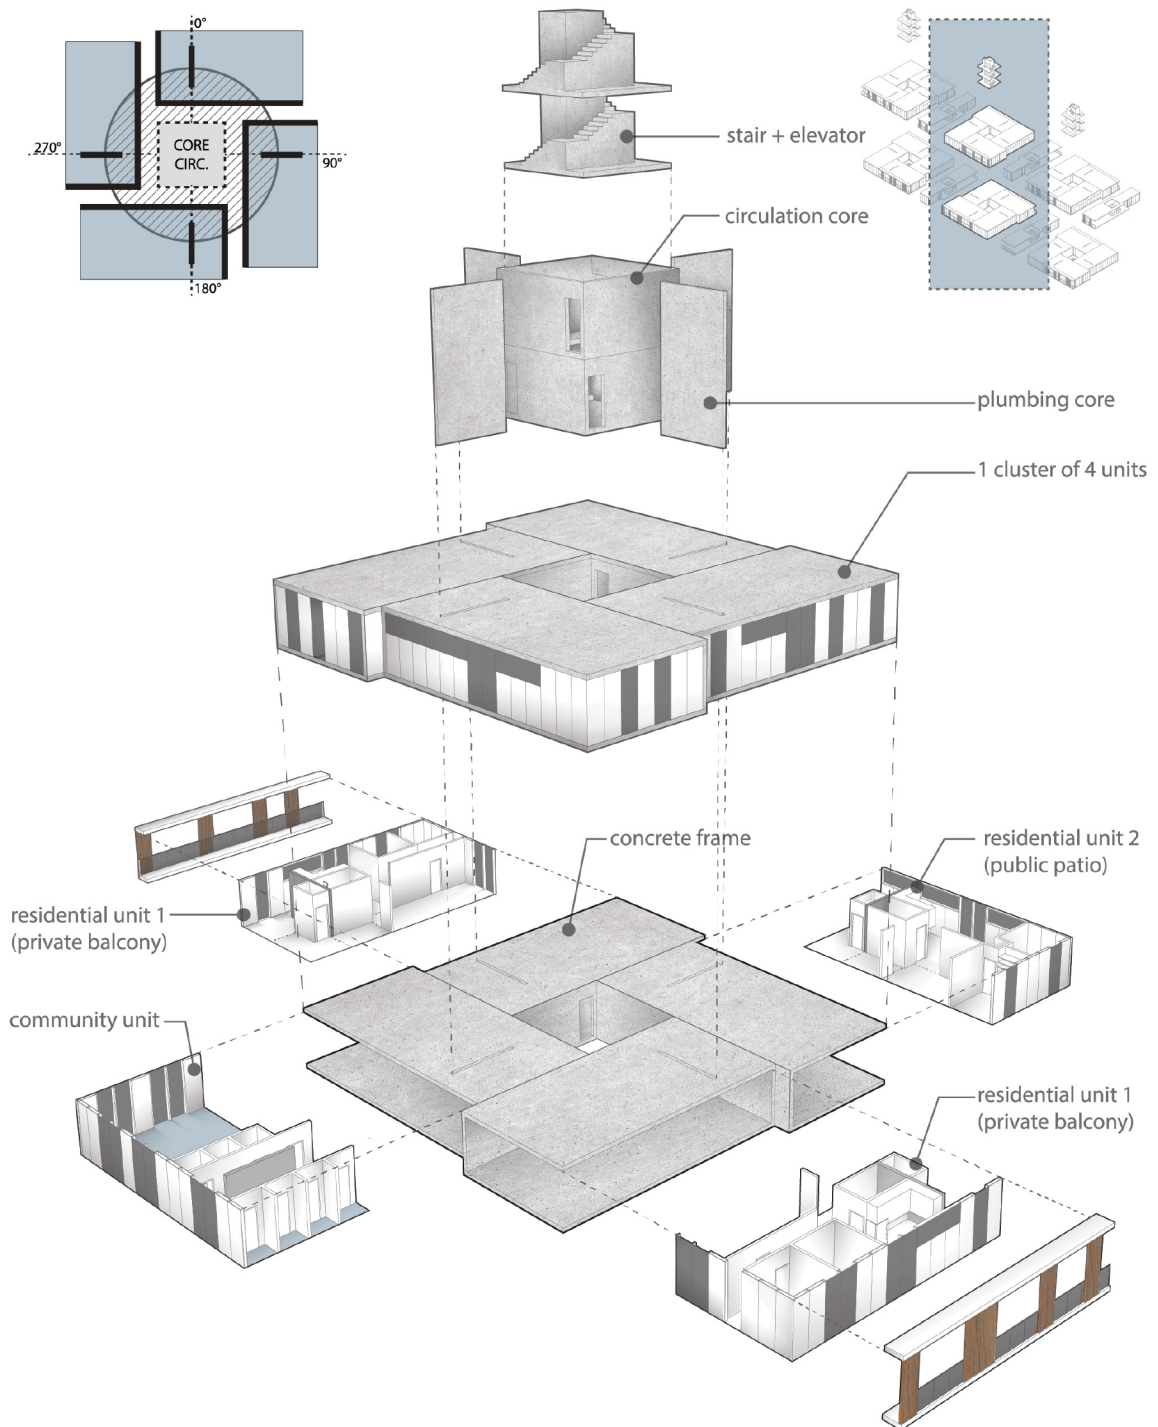 0°
CORE
CIRC.
270°
90°
180°
stair + elevator
circulation core
plumbing core
1 cluster of 4 units
concrete frame
residential unit 2
(public patio)
residential unit 1
(private balcony)
community unit
residential unit 1
(private balcony)